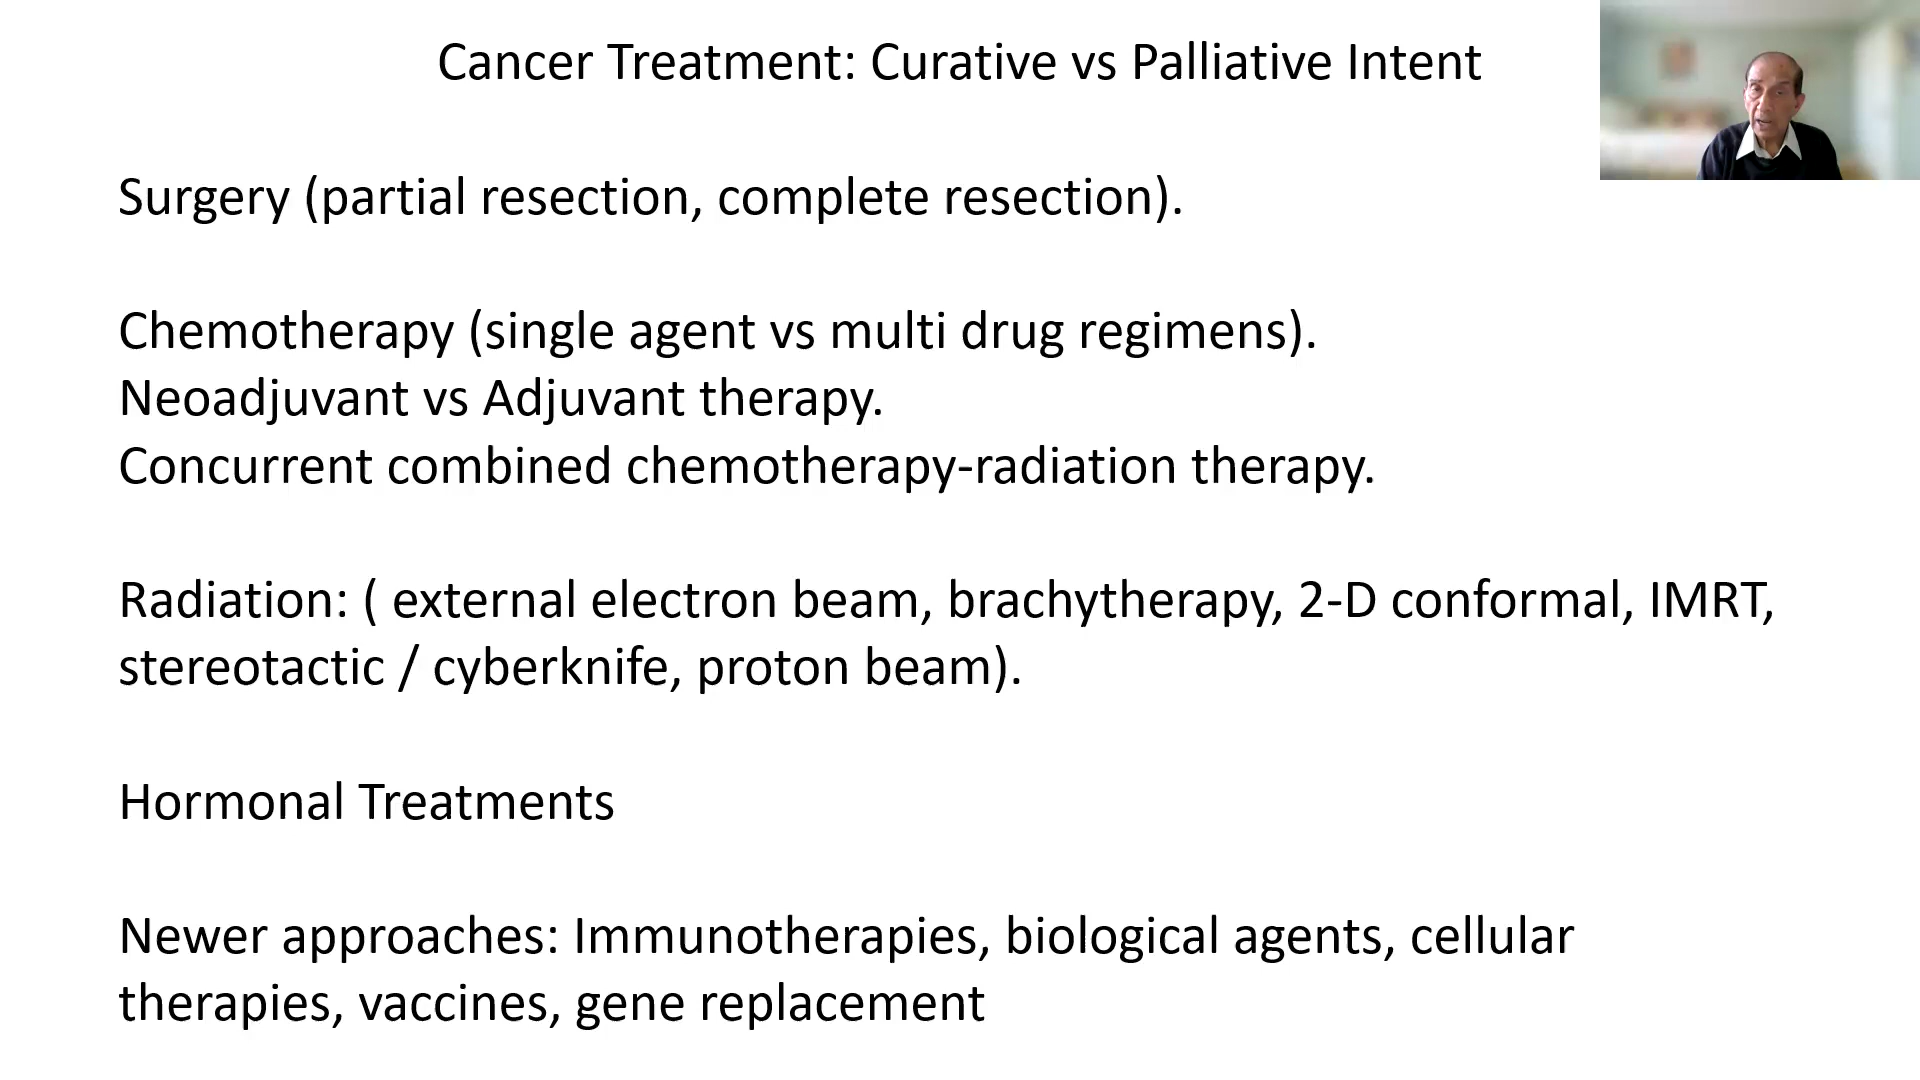 Cancer Treatment: Curative vs Palliative Intent
Surgery (partial resection, complete resection).
Chemotherapy (single agent vs multi drug regimens).
Neoadjuvant vs Adjuvant therapy.
Concurrent combined chemotherapy-radiation therapy.
Radiation: ( external electron beam, brachytherapy, 2-D conformal, IMRT,
stereotactic / cyberknife, proton beam).
Hormonal Treatments
Newer approaches: Immunotherapies, biological agents, cellular
therapies, vaccines, gene replacement